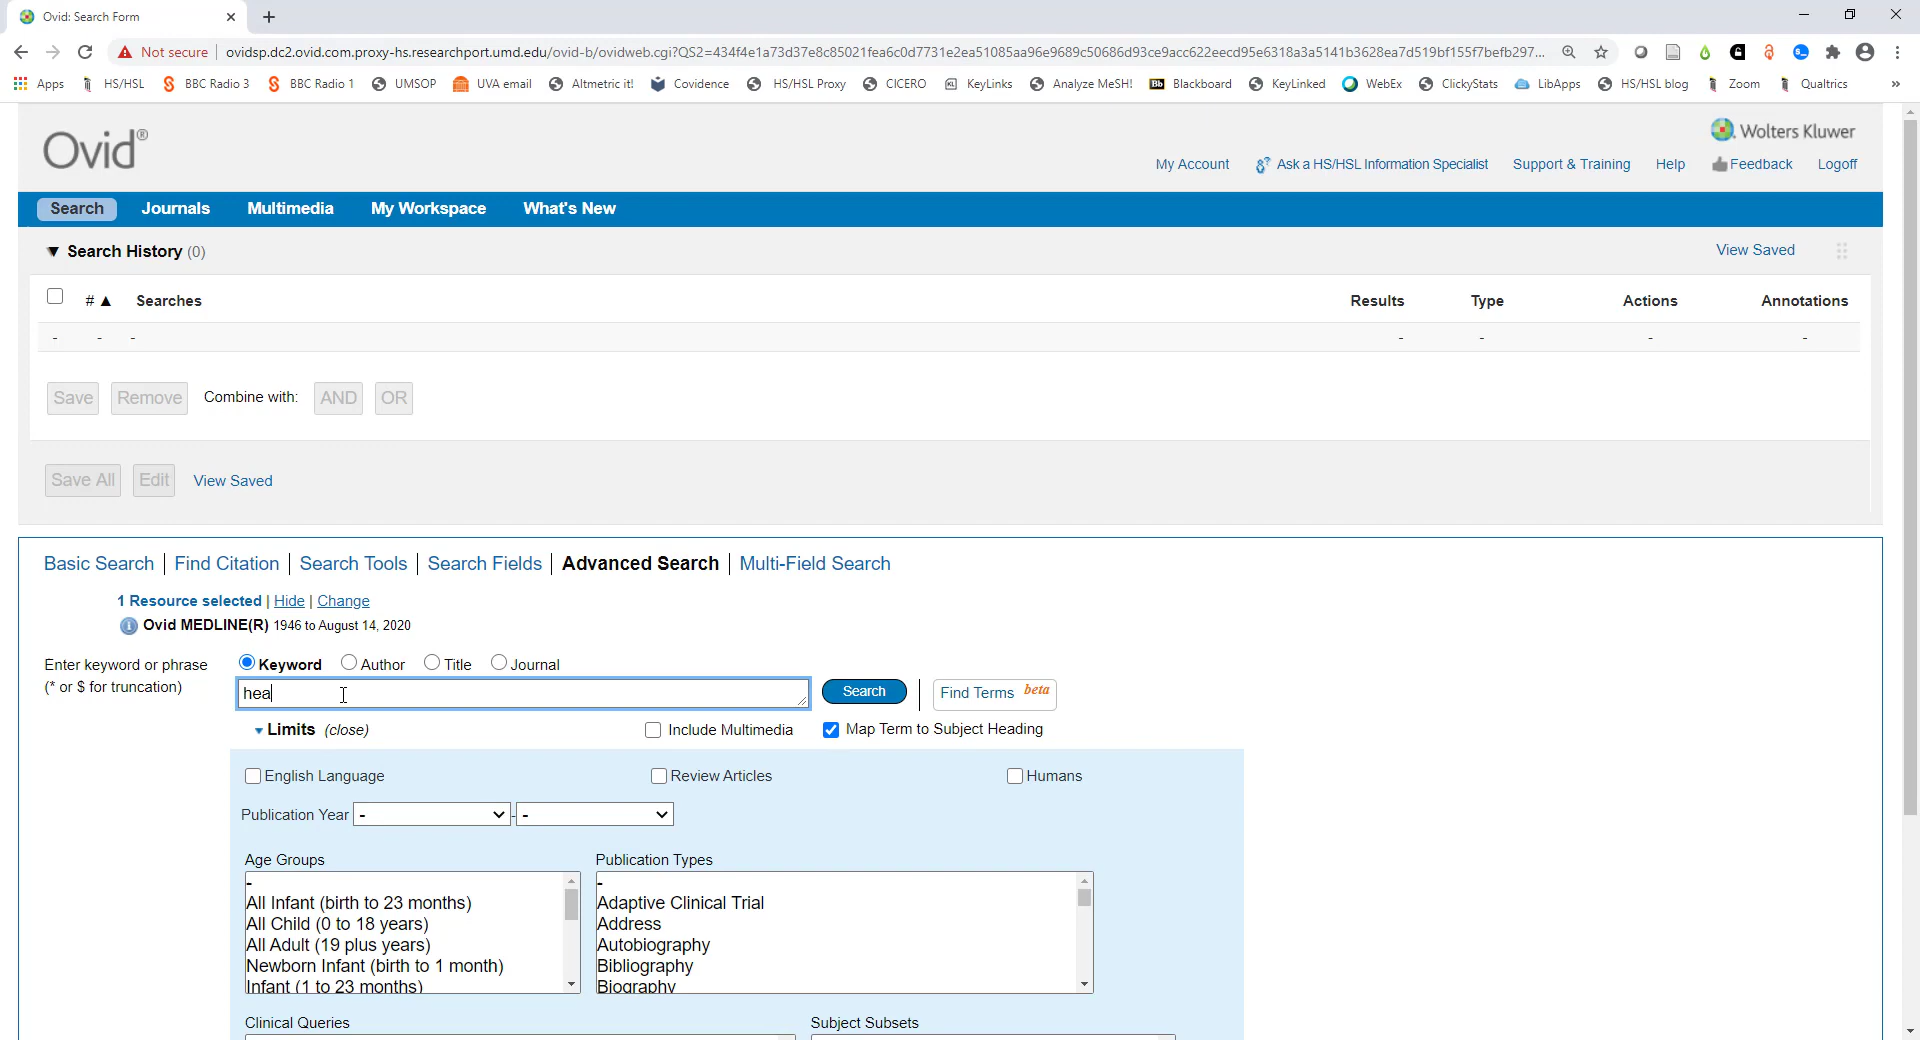 Ovid: Search Form
Not secure ovidsp.dc2.ovid.com.proxy-hs.researchport.umd.edu/ovid-b/ovidweb.cgi?QS2=434f4e1a73d37e8c85021fea6c0d7731e2ea51085aa96e9689c50686d93ce9acc622eecd95e6318a3a5141b3628ea7d519bf155f7befb297...
Apps HS/HSL BBC Radio 3 BBC Radio 1 UMSOP UVA email Altmetric it! Covidence HS/HSL Proxy CICERO KeyLinks Analyze MeSH! Blackboard KeyLinked WebEx ClickyStats LibApps HS/HSL blog Zoom Qualtrics »
Ovid®
Wolters Kluwer
My Account Ask a HS/HSL Information Specialist Support & Training Help Feedback Logoff
Search Journals Multimedia My Workspace What's New
▼ Search History (0) View Saved
# ▲ Searches Results Type Actions Annotations
- - - - - - -
Save Remove Combine with: AND OR
Save All Edit View Saved
Basic Search | Find Citation | Search Tools | Search Fields | Advanced Search | Multi-Field Search
1 Resource selected | Hide | Change
Ovid MEDLINE(R) 1946 to August 14, 2020
Enter keyword or phrase
(* or $ for truncation)
Keyword Author Title Journal
hea Search Find Terms beta
Limits (close) Include Multimedia Map Term to Subject Heading
English Language Review Articles Humans
Publication Year - - -
Age Groups Publication Types
- -
All Infant (birth to 23 months) Adaptive Clinical Trial
All Child (0 to 18 years) Address
All Adult (19 plus years) Autobiography
Newborn Infant (birth to 1 month) Bibliography
Infant (1 to 23 months) Biography
Clinical Queries Subject Subsets